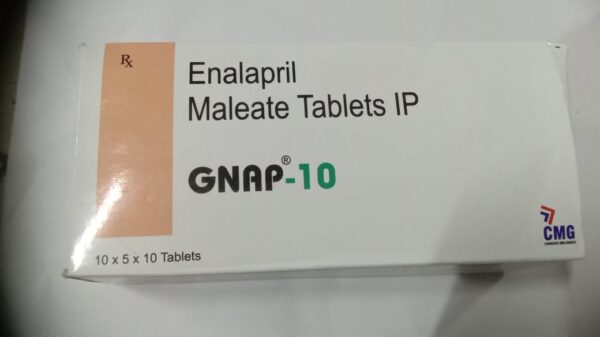 Rx
Enalapril
Maleate Tablets IP
GNAP®-10
10 x 5 x 10 Tablets
CMG